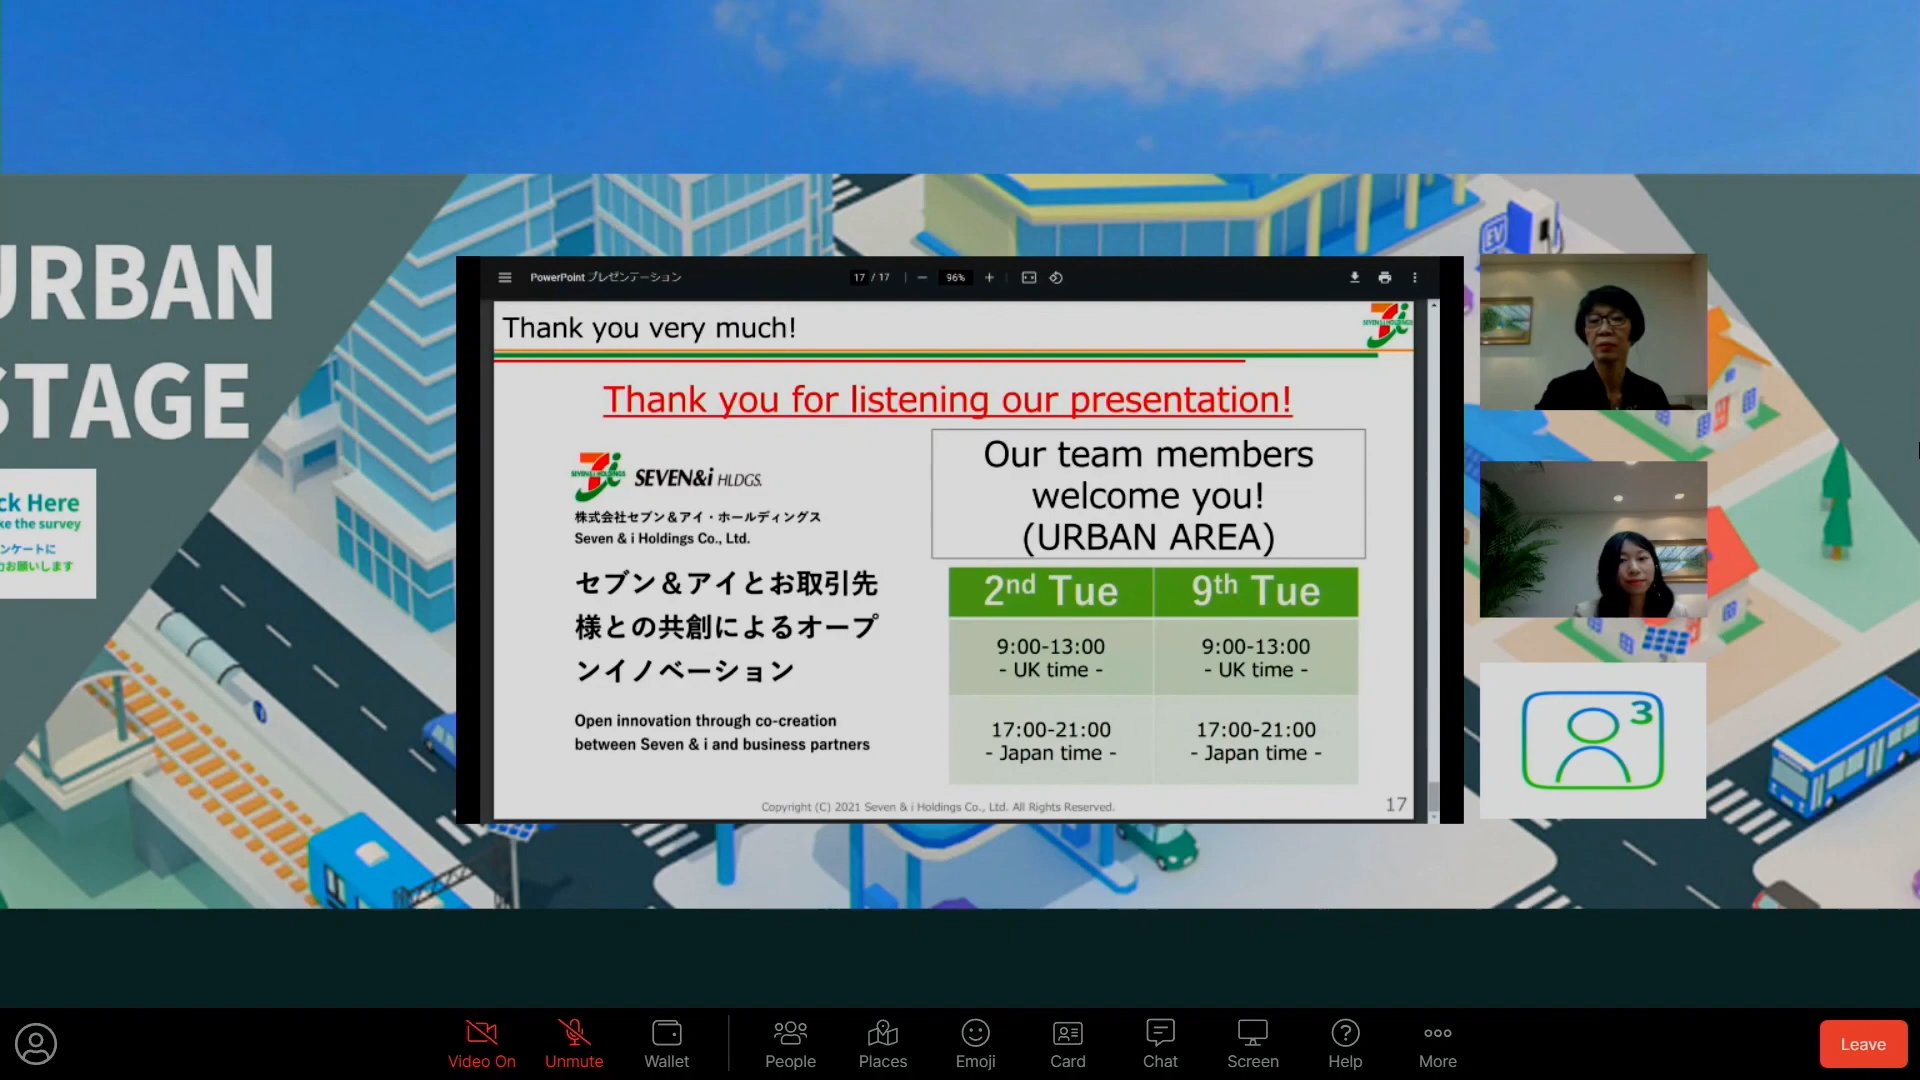 URBAN
STAGE
ck Here
ke the survey
ンケートに
力お願いします
EV
PowerPoint プレゼンテーション
17 / 17
96%
Thank you very much!
SEVEN&i HOLDINGS
Thank you for listening our presentation!
SEVEN&i HOLDINGS
SEVEN&i HLDGS.
株式会社セブン&アイ・ホールディングス
Seven & i Holdings Co., Ltd.
セブン&アイとお取引先
様との共創によるオープ
ンイノベーション
Open innovation through co-creation
between Seven & i and business partners
Our team members
welcome you!
(URBAN AREA)
2nd Tue
9th Tue
9:00-13:00
- UK time -
9:00-13:00
- UK time -
17:00-21:00
- Japan time -
17:00-21:00
- Japan time -
Copyright (C) 2021 Seven & i Holdings Co., Ltd. All Rights Reserved.
17
3
Video On
Unmute
Wallet
People
Places
Emoji
Card
Chat
Screen
Help
More
Leave